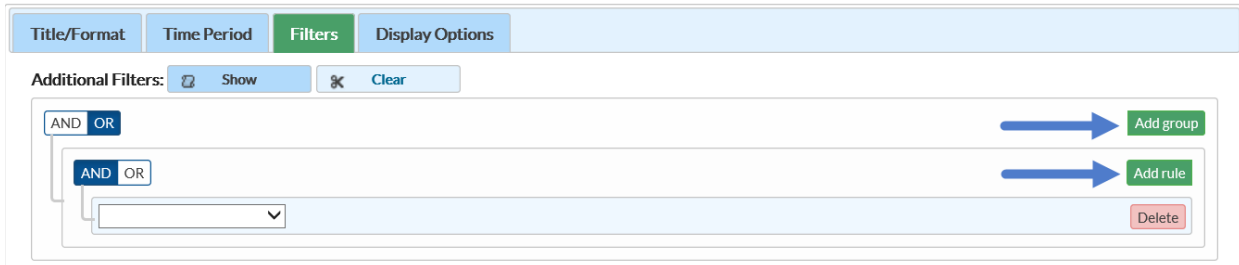 Title/Format Time Period Filters Display Options
Additional Filters: Show Clear
AND OR Add group
AND OR Add rule
Delete